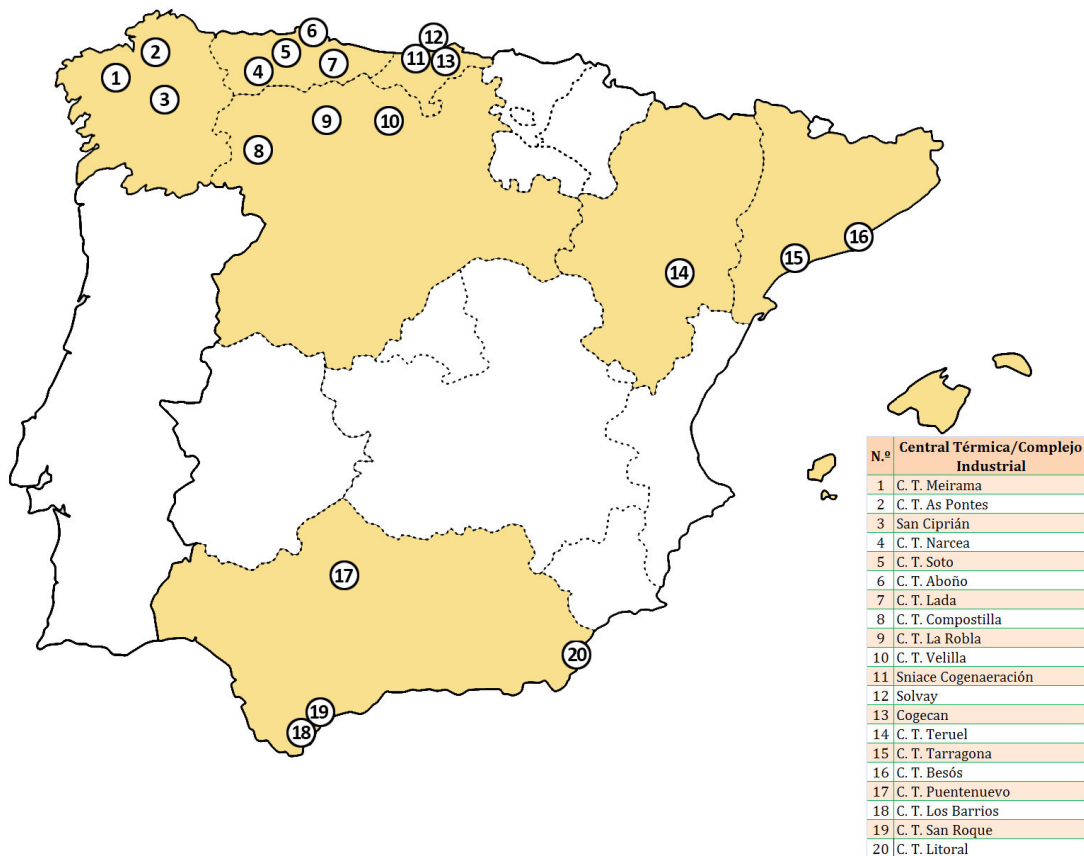 6
12
2
5
11
13
7
1
4
3
9
10
8
16
15
14
17
20
19
18
N.º Central Térmica/Complejo
Industrial
1 C. T. Meirama
2 C. T. As Pontes
3 San Ciprián
4 C. T. Narcea
5 C. T. Soto
6 C. T. Aboño
7 C. T. Lada
8 C. T. Compostilla
9 C. T. La Robla
10 C. T. Velilla
11 Sniace Cogenaeración
12 Solvay
13 Cogecan
14 C. T. Teruel
15 C. T. Tarragona
16 C. T. Besós
17 C. T. Puentenuevo
18 C. T. Los Barrios
19 C. T. San Roque
20 C. T. Litoral